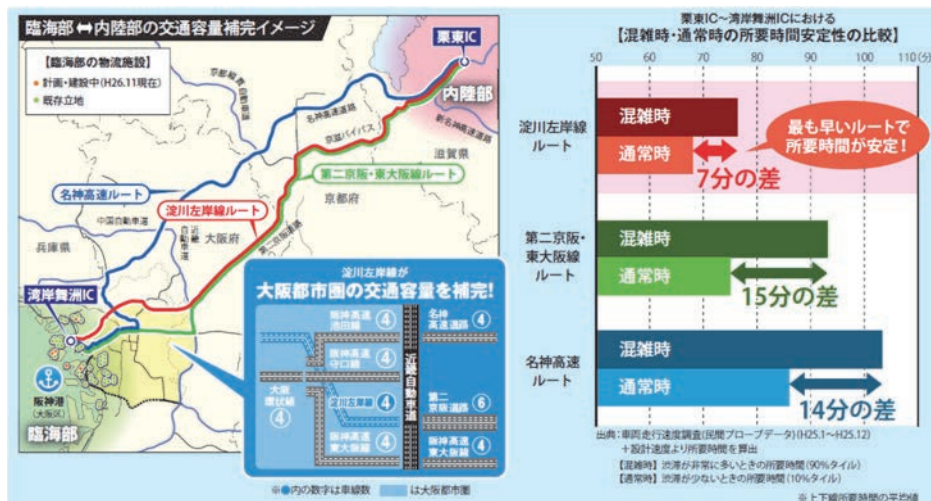 臨海部⬌内陸部の交通容量補完イメージ
【臨海部の物流施設】
●計画・建設中(H26.11現在)
●既存立地
栗東IC
内陸部
京都縦貫自動車道
名神高速道路
京滋バイパス
新名神高速道路
滋賀県
第二京阪・東大阪線ルート
名神高速ルート
京都府
中国自動車道
淀川左岸線ルート
兵庫県
近畿自動車道
大阪府
第二京阪道路
湾岸舞洲IC
阪神港
(大阪区)
臨海部
淀川左岸線が
大阪都市圏の交通容量を補完!
阪神高速
池田線
④
名神
高速道路
④
阪神高速
守口線
④
近畿自動車道
大阪
環状線
④
淀川左岸線
④
第二
京阪道路
⑥
阪神高速
東大阪線
④
阪神高速
東大阪線
④
※●内の数字は車線数
は大阪都市圏
栗東IC~湾岸舞洲ICにおける
【混雑時・通常時の所要時間安定性の比較】
50 60 70 80 90 100 110(分)
淀川左岸線
ルート
混雑時
通常時
7分の差
最も早いルートで
所要時間が安定!
第二京阪・
東大阪線
ルート
混雑時
通常時
15分の差
名神高速
ルート
混雑時
通常時
14分の差
出典:車両走行速度調査(民間プローブデータ)(H25.1~H25.12)
+設計速度より所要時間を算出
【混雑時】渋滞が非常に多いときの所要時間(90%タイル)
【通常時】渋滞が少ないときの所要時間(10%タイル)
※上下線所要時間の平均値